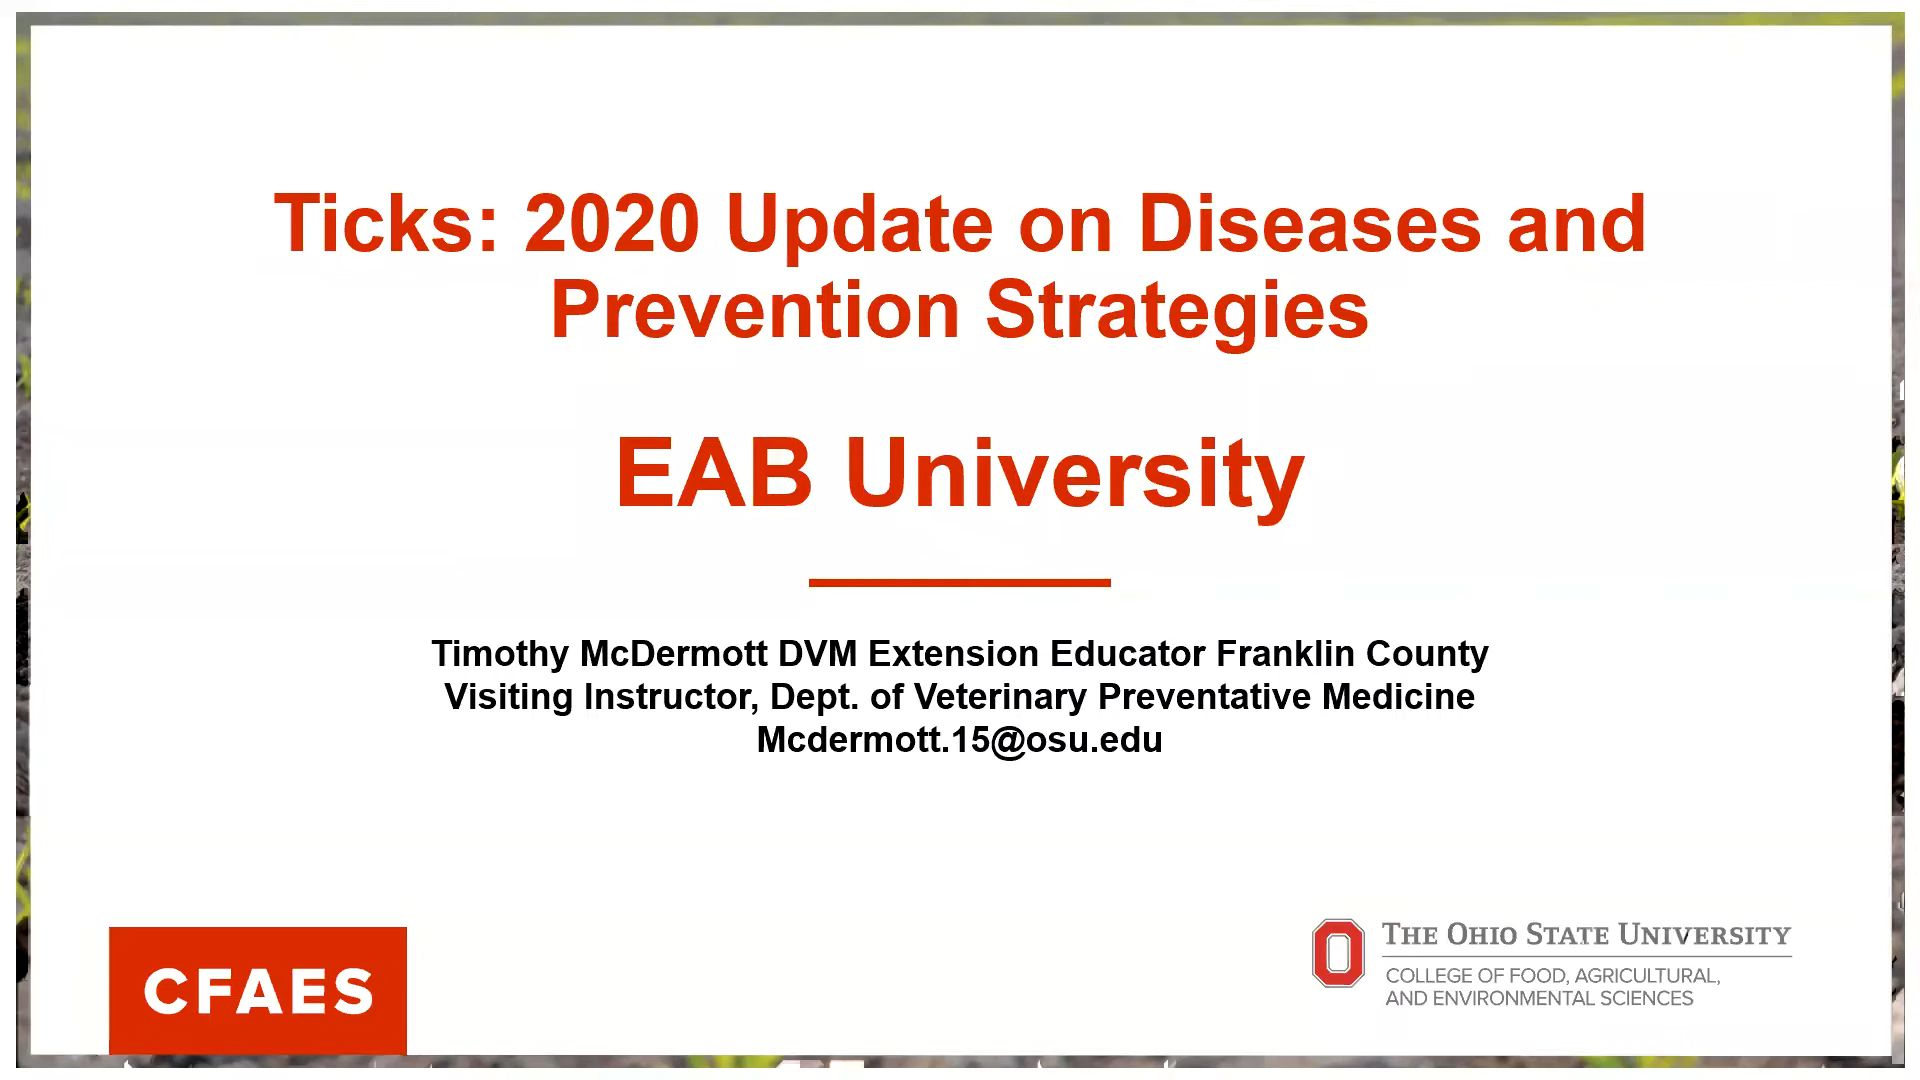 Ticks: 2020 Update on Diseases and
Prevention Strategies
EAB University
Timothy McDermott DVM Extension Educator Franklin County
Visiting Instructor, Dept. of Veterinary Preventative Medicine
Mcdermott.15@osu.edu
CFAES
THE OHIO STATE UNIVERSITY
COLLEGE OF FOOD, AGRICULTURAL,
AND ENVIRONMENTAL SCIENCES